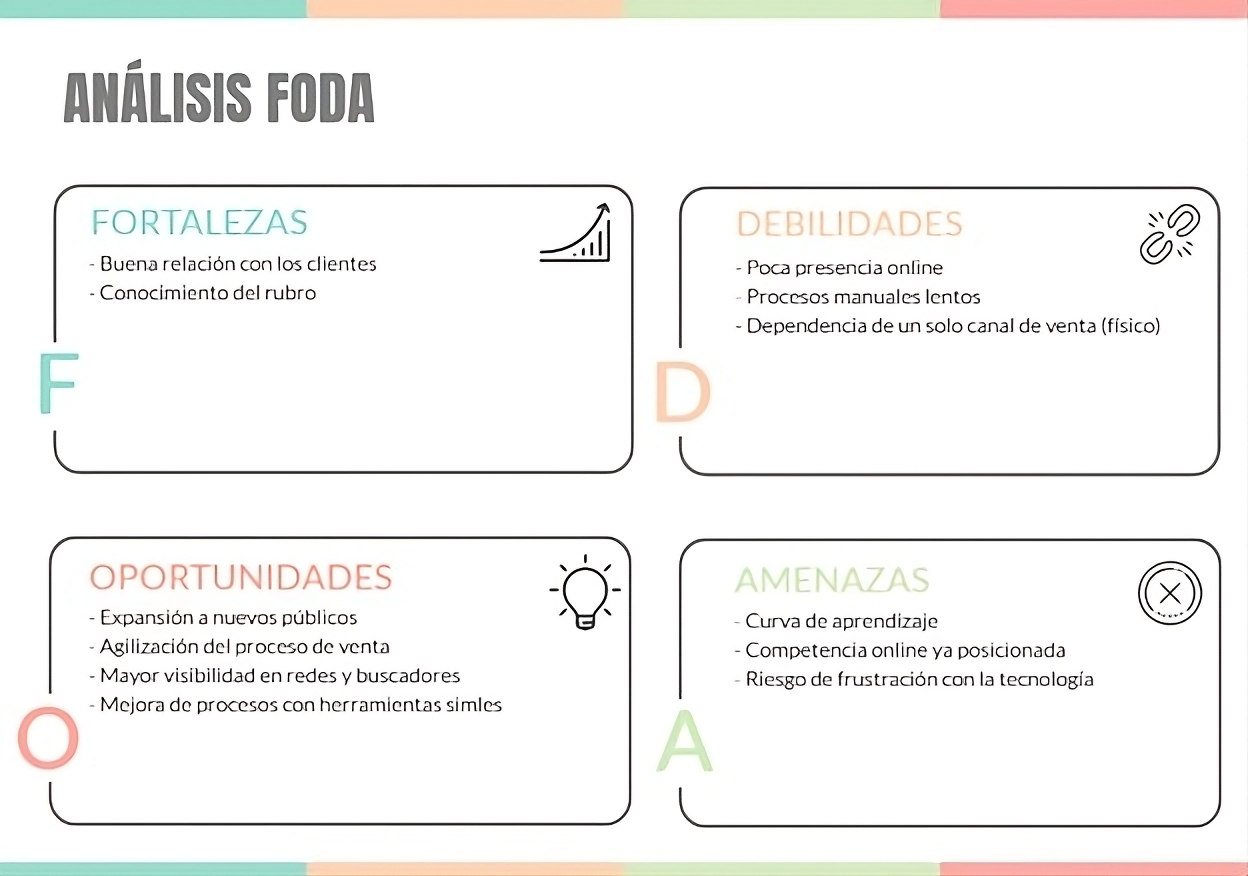 ANÁLISIS FODA
FORTALEZAS
- Buena relación con los clientes
- Conocimiento del rubro
F
DEBILIDADES
- Poca presencia online
- Procesos manuales lentos
- Dependencia de un solo canal de venta (físico)
D
OPORTUNIDADES
- Expansión a nuevos públicos
- Agilización del proceso de venta
- Mayor visibilidad en redes y buscadores
- Mejora de procesos con herramientas simles
O
AMENAZAS
- Curva de aprendizaje
- Competencia online ya posicionada
- Riesgo de frustración con la tecnología
A